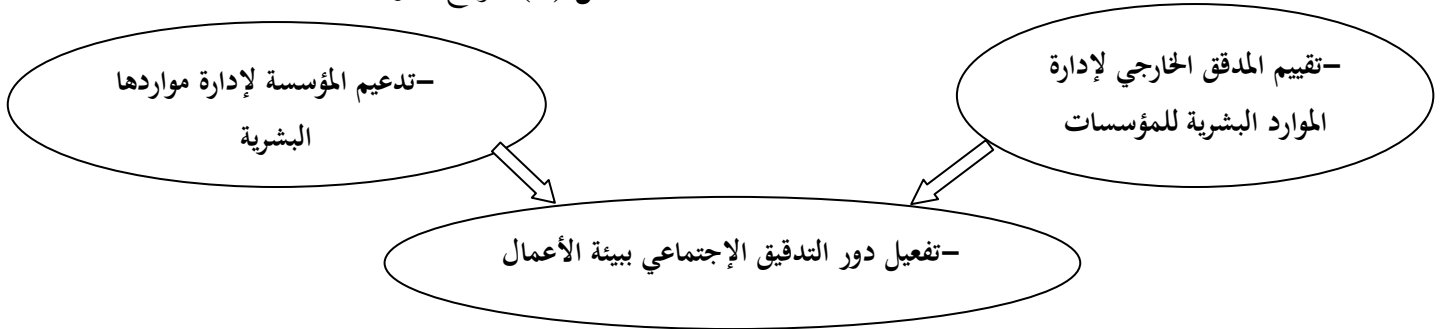 –تقييم المدقق الخارجي لإدارة
الموارد البشرية للمؤسسات
–تدعيم المؤسسة لإدارة مواردها
البشرية
–تفعيل دور التدقيق الإجتماعي ببيئة الأعمال